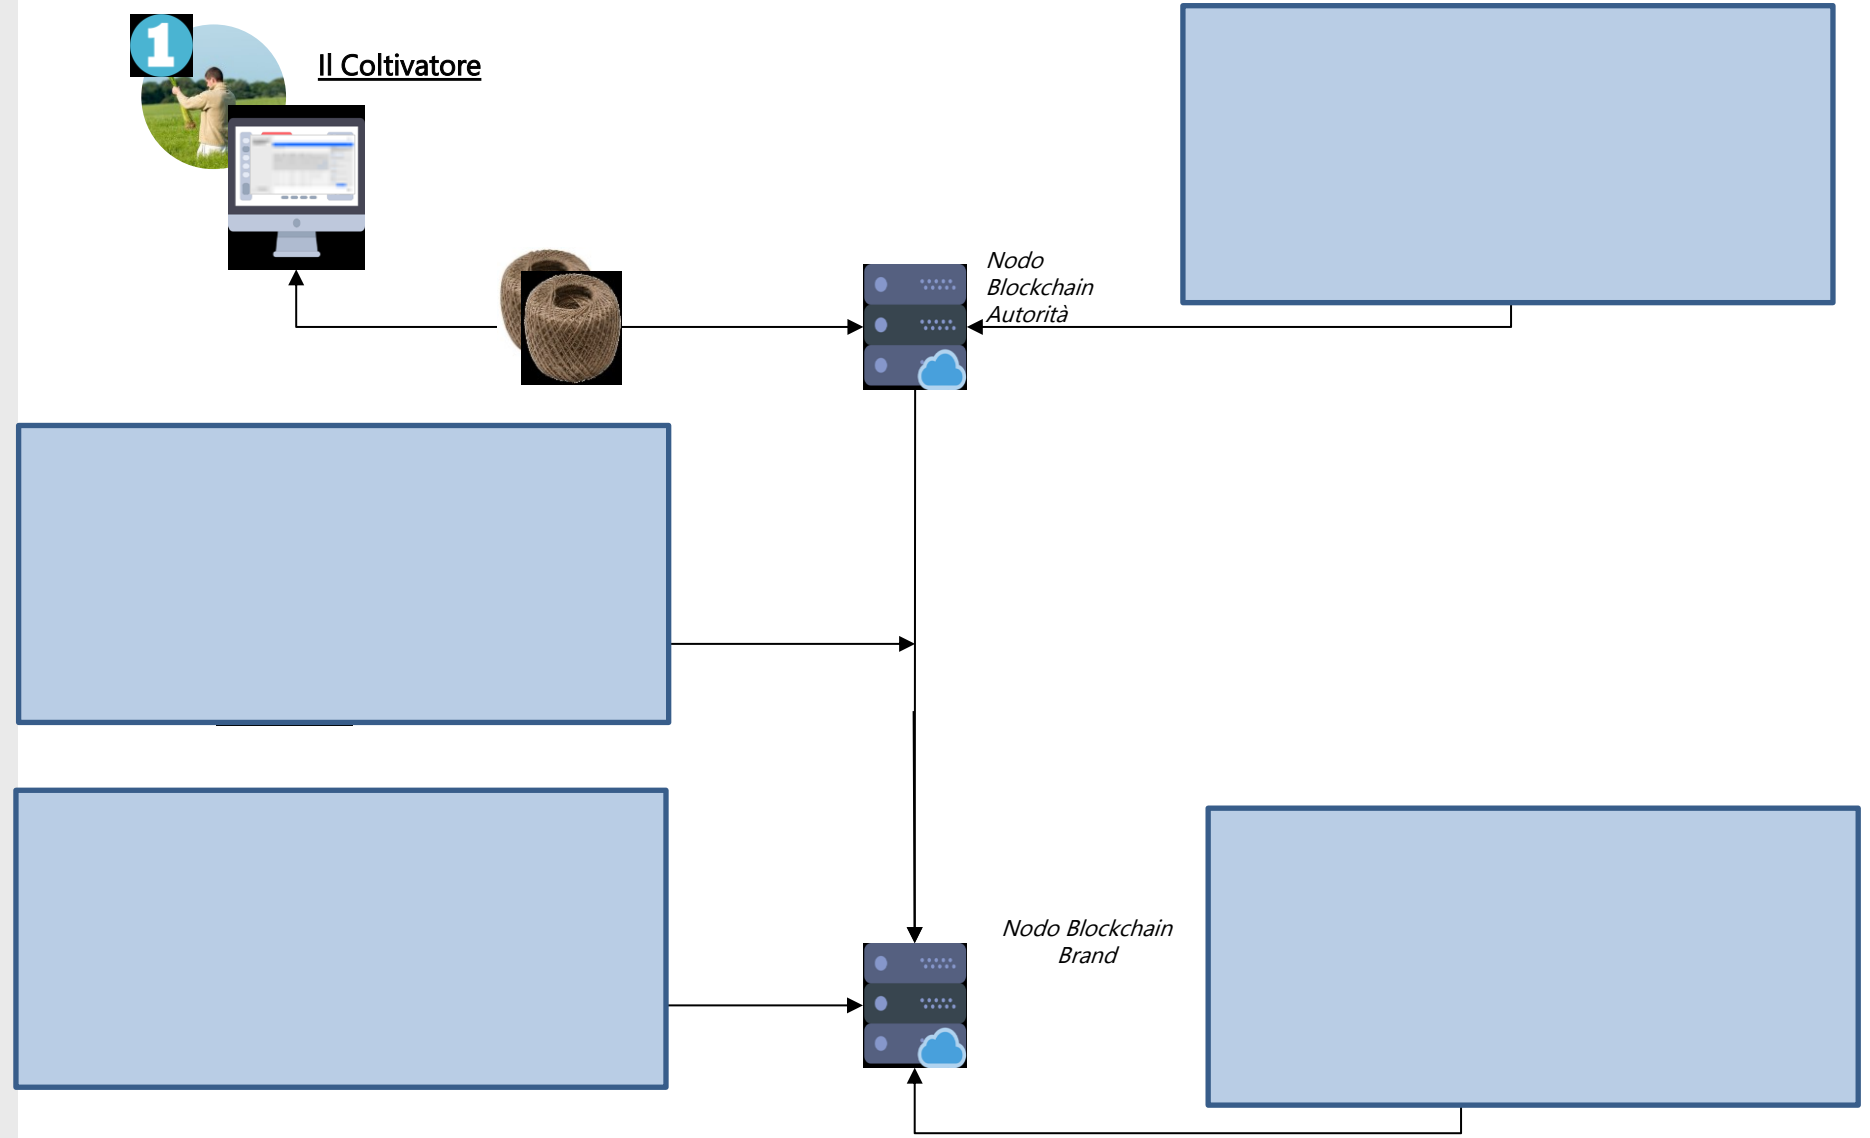 1
Il Coltivatore
Nodo
Blockchain
Autorità
Nodo Blockchain
Brand